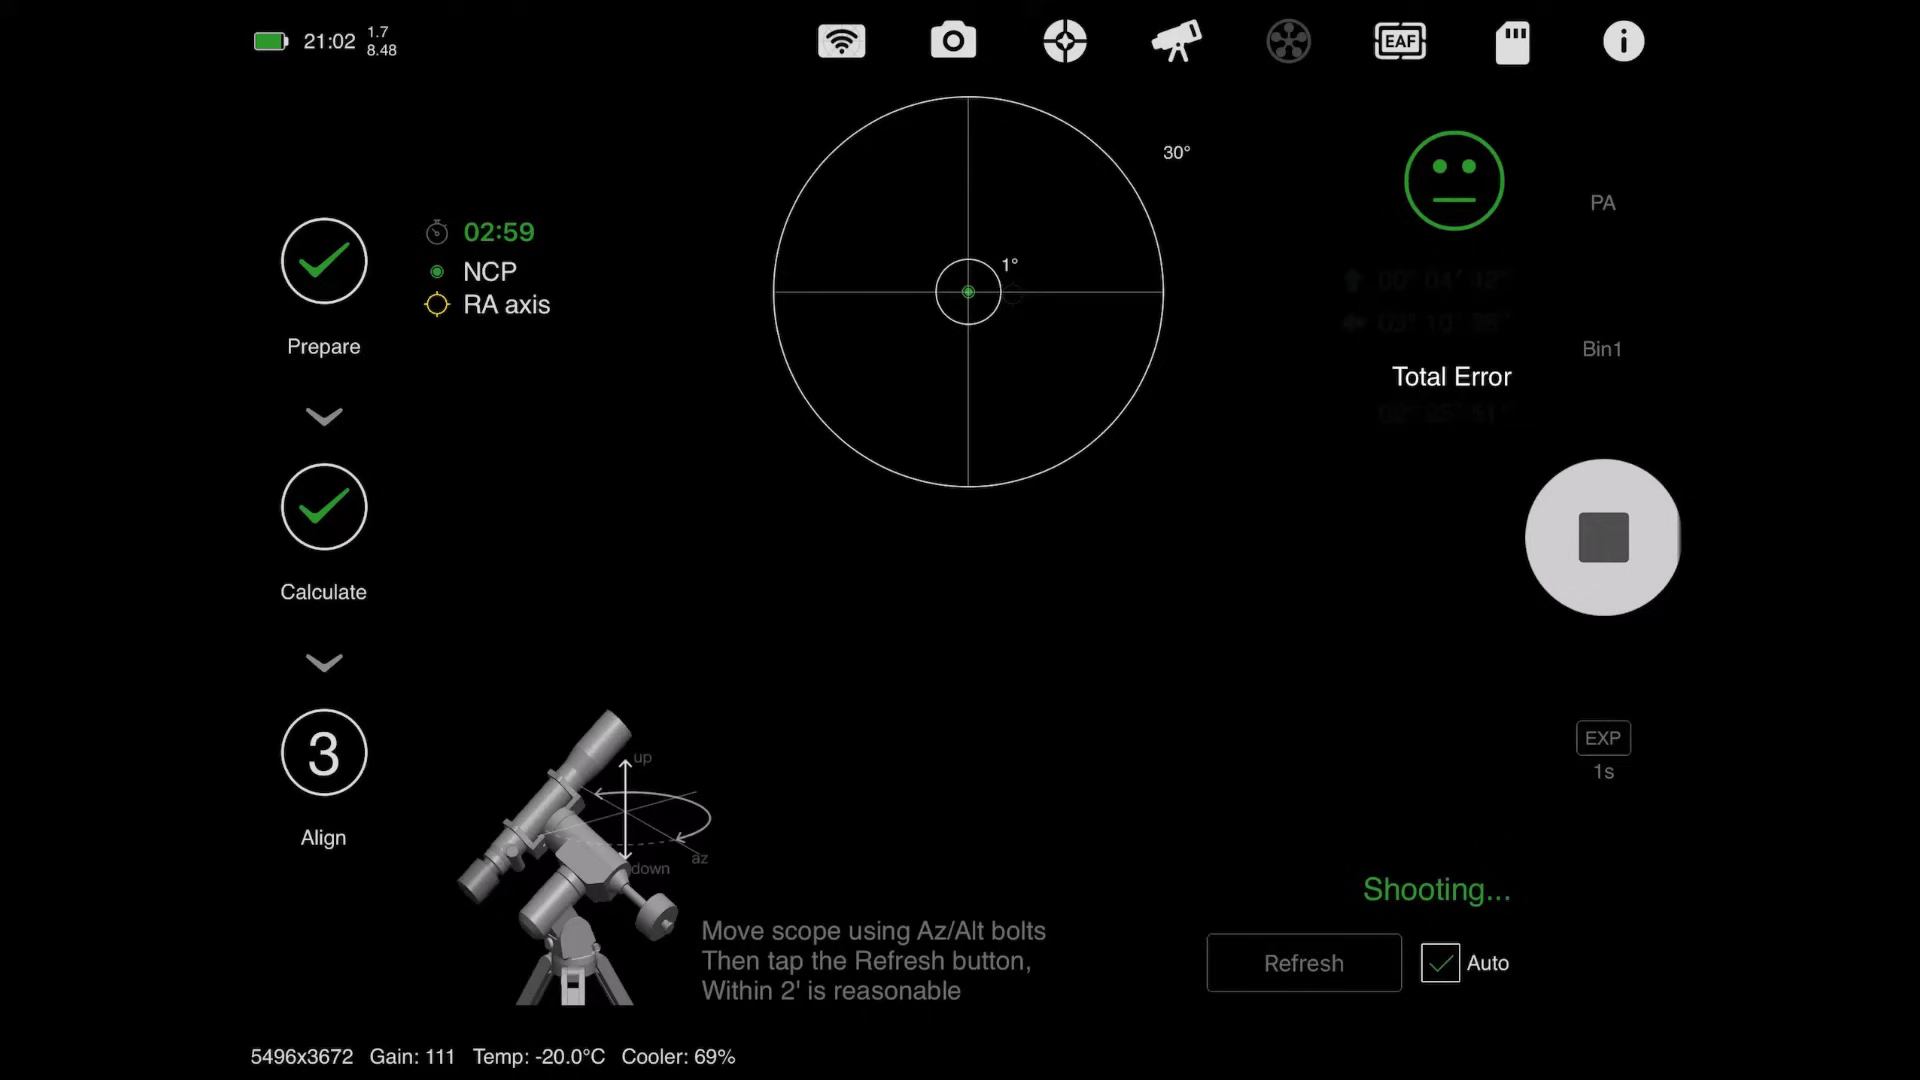 21:02
1.7
8.48
EAF
30°
02:59
PA
NCP
1°
RA axis
Prepare
Bin1
Total Error
Calculate
3
EXP
up
1s
Align
az
down
Shooting...
Move scope using Az/Alt bolts
Then tap the Refresh button,
Within 2' is reasonable
Refresh
Auto
5496x3672 Gain: 111 Temp: -20.0°C Cooler: 69%